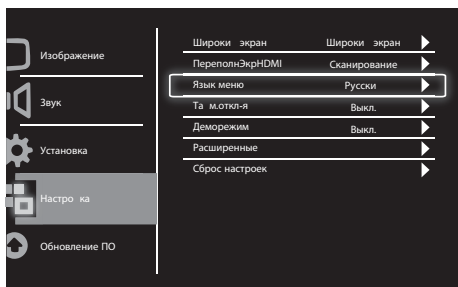 Изображение
Звук
Установка
Настро ка
Обновление ПО
Широки экран Широки экран
ПереполнЭкрHDMI Сканирование
Язык меню Русски
Та м.откл-я Выкл.
Деморежим Выкл.
Расширенные
Сброс настроек